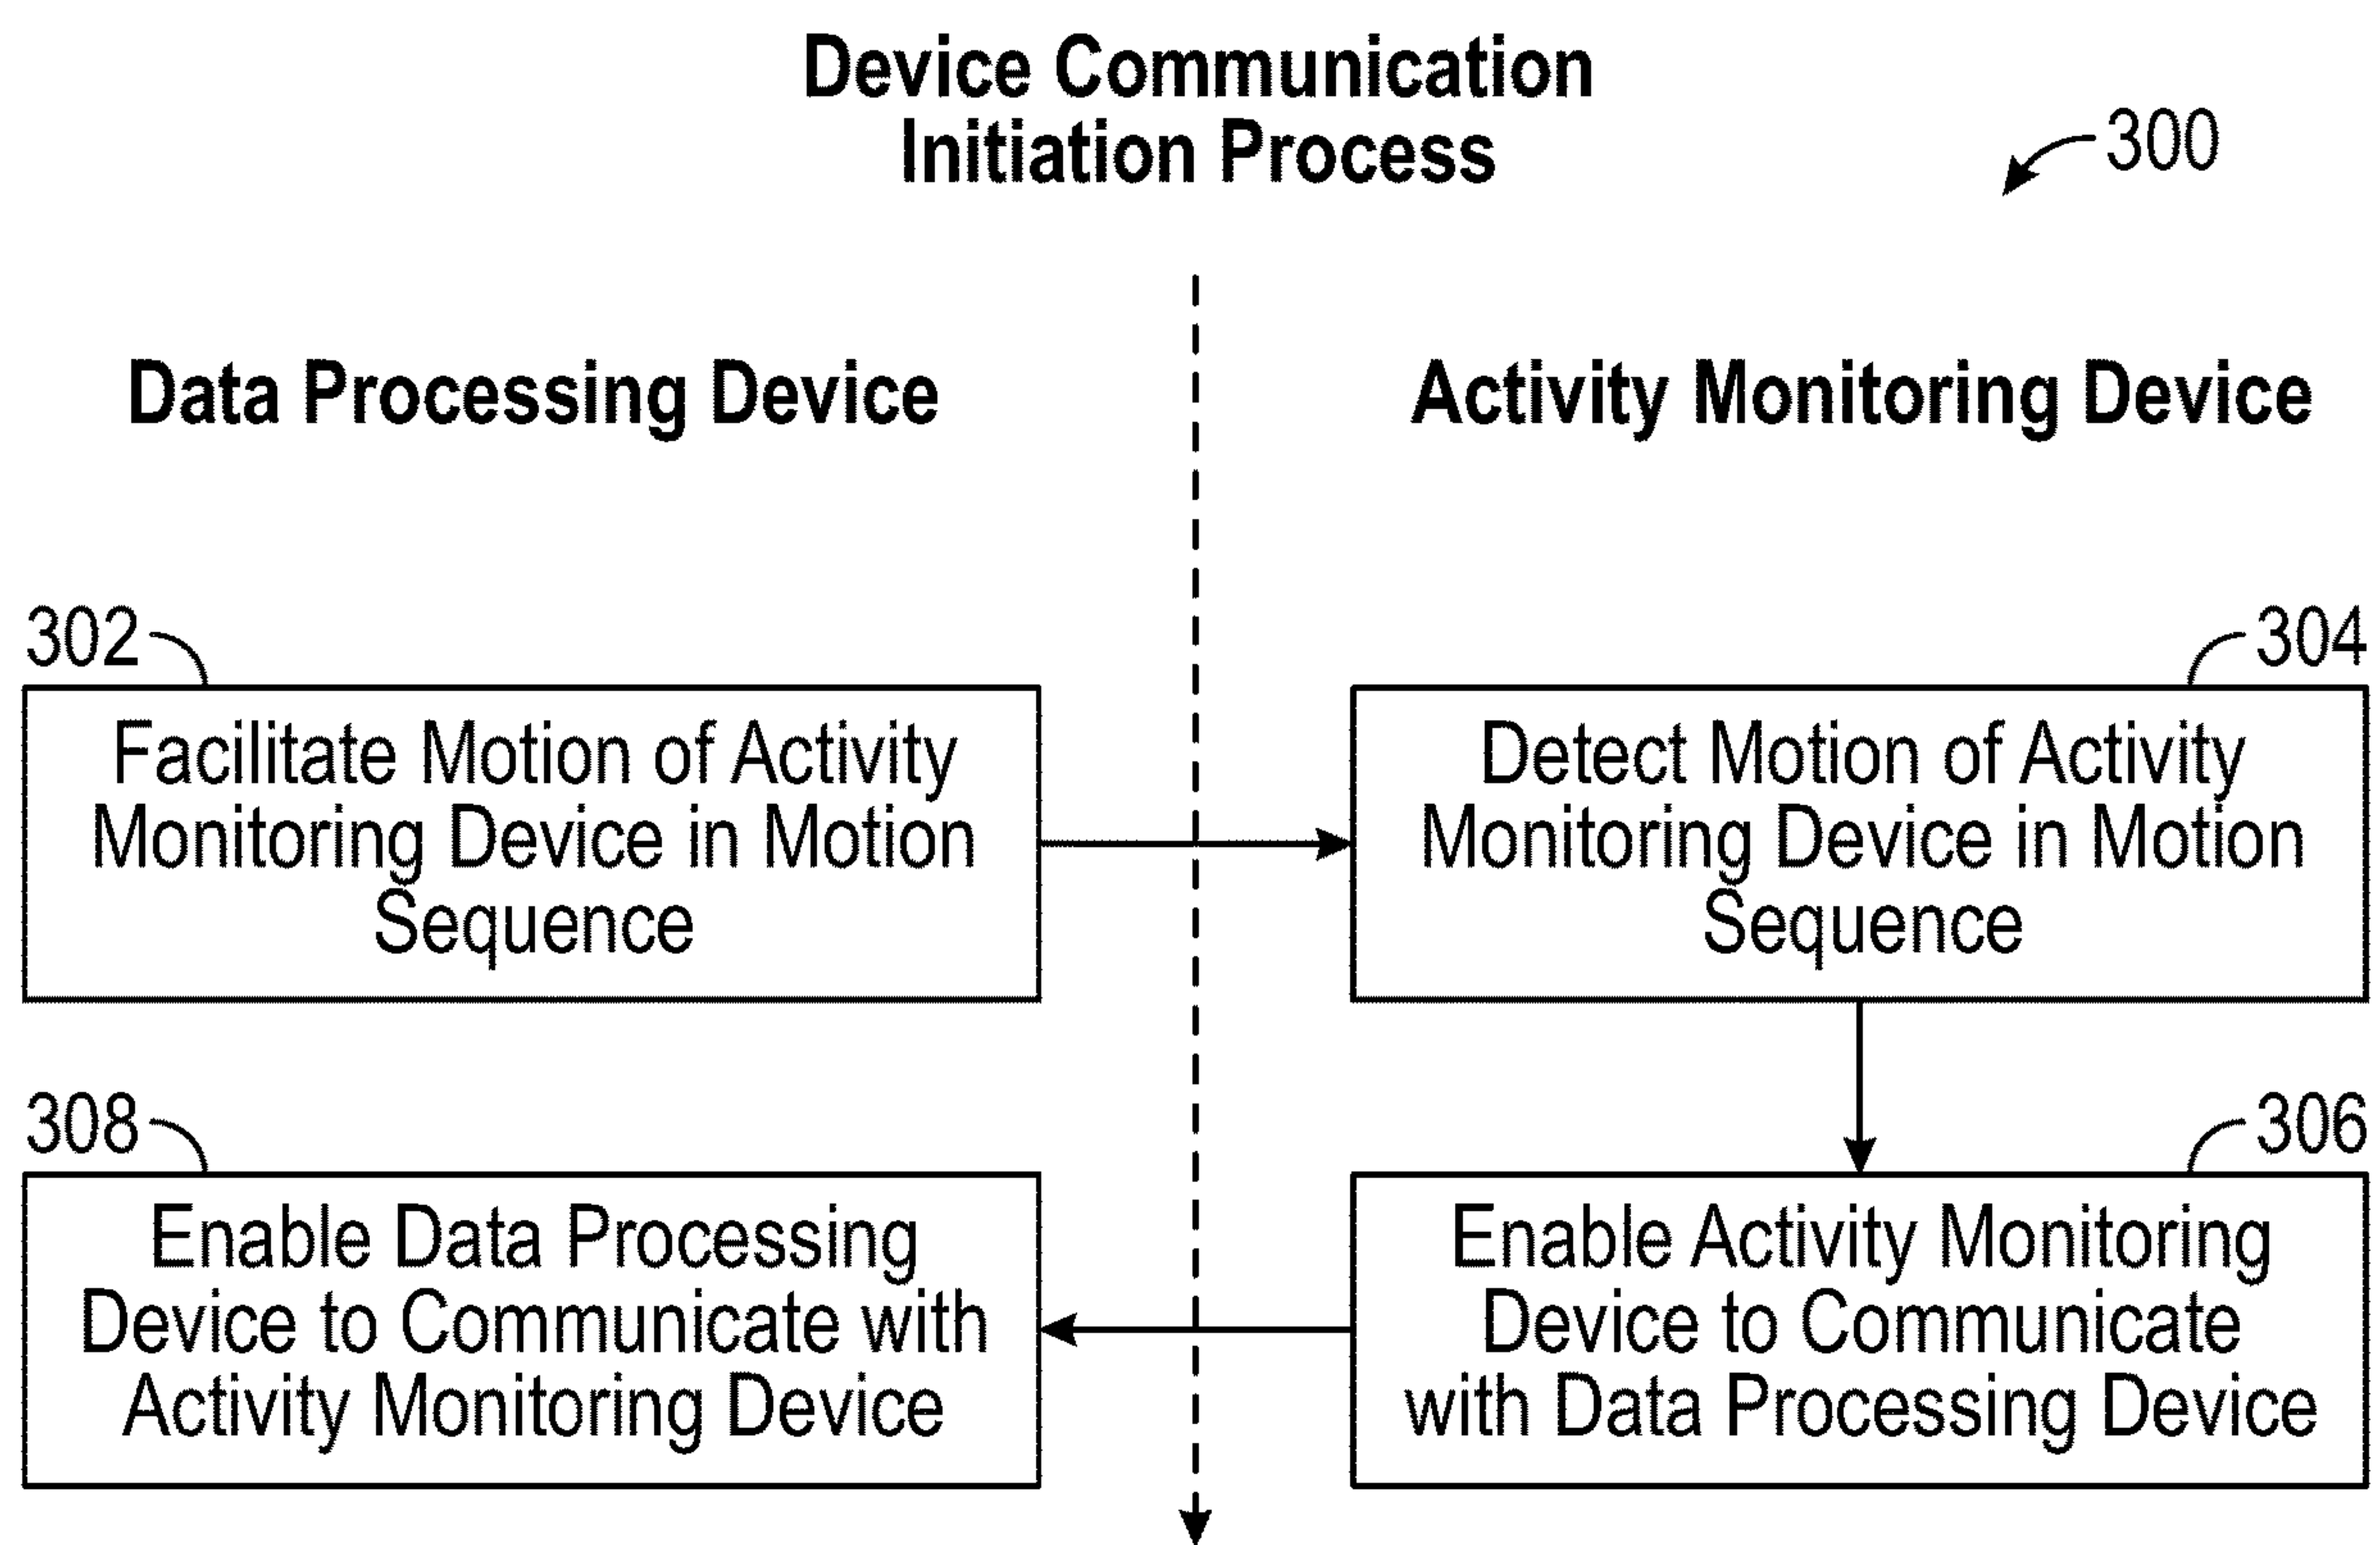 Device Communication
Initiation Process
300
Data Processing Device
Activity Monitoring Device
302
Facilitate Motion of Activity
Monitoring Device in Motion
Sequence
304
Detect Motion of Activity
Monitoring Device in Motion
Sequence
306
Enable Activity Monitoring
Device to Communicate
with Data Processing Device
308
Enable Data Processing
Device to Communicate with
Activity Monitoring Device